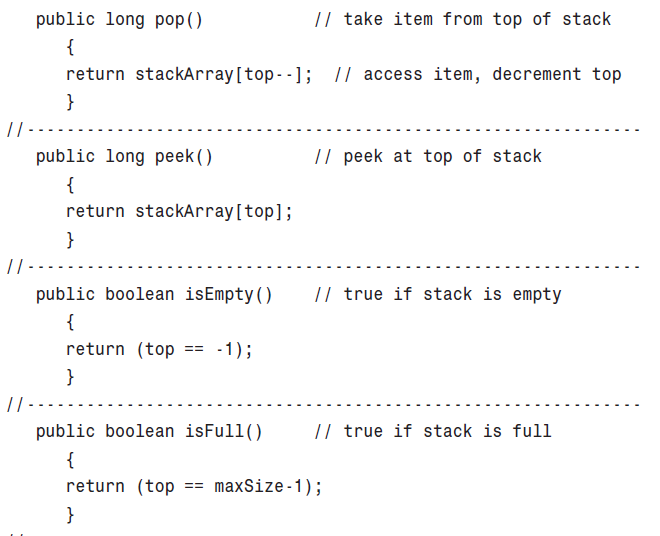 public long pop()           // take item from top of stack
{
return stackArray[top--];  // access item, decrement top
}
//--------------------------------------------------------------
public long peek()          // peek at top of stack
{
return stackArray[top];
}
//--------------------------------------------------------------
public boolean isEmpty()    // true if stack is empty
{
return (top == -1);
}
//--------------------------------------------------------------
public boolean isFull()     // true if stack is full
{
return (top == maxSize-1);
}